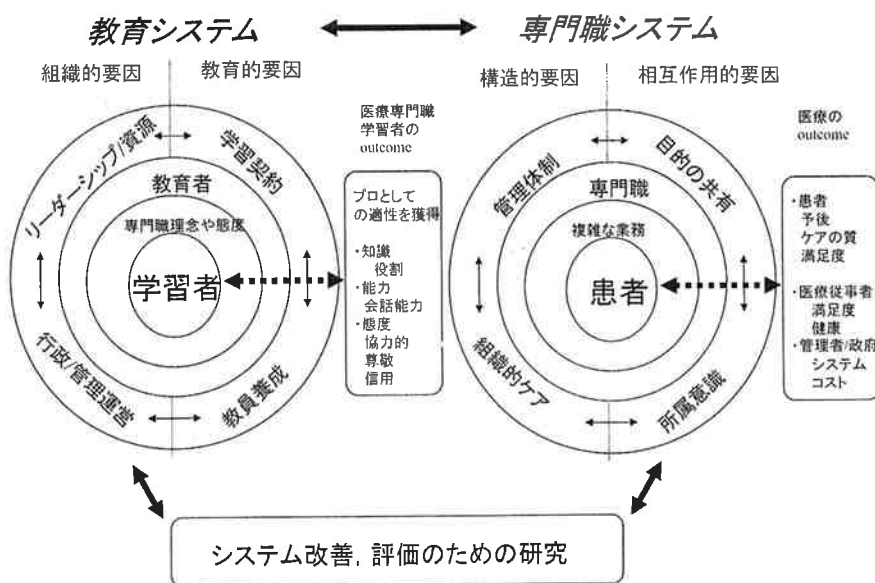 教育システム
専門職システム
組織的要因
教育的要因
構造的要因
相互作用的要因
リーダーシップ/資源
学習契約
教育者
専門職理念や態度
学習者
行政/管理運営
教員養成
医療専門職
学習者の
outcome
プロとして
の適性を獲得
・知識
役割
・能力
会話能力
・態度
協力的
尊敬
信用
管理体制
目的の共有
専門職
複雑な業務
患者
組織的ケア
所属意識
医療の
outcome
・患者
予後
ケアの質
満足度
・医療従事者
満足度
健康
・管理者/政府
システム
コスト
システム改善，評価のための研究